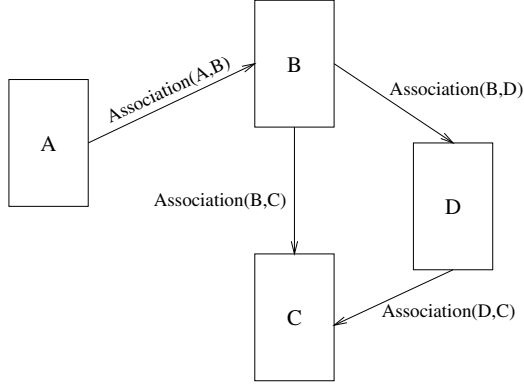 Association(A,B)
B
Association(B,D)
A
Association(B,C)
D
C
Association(D,C)